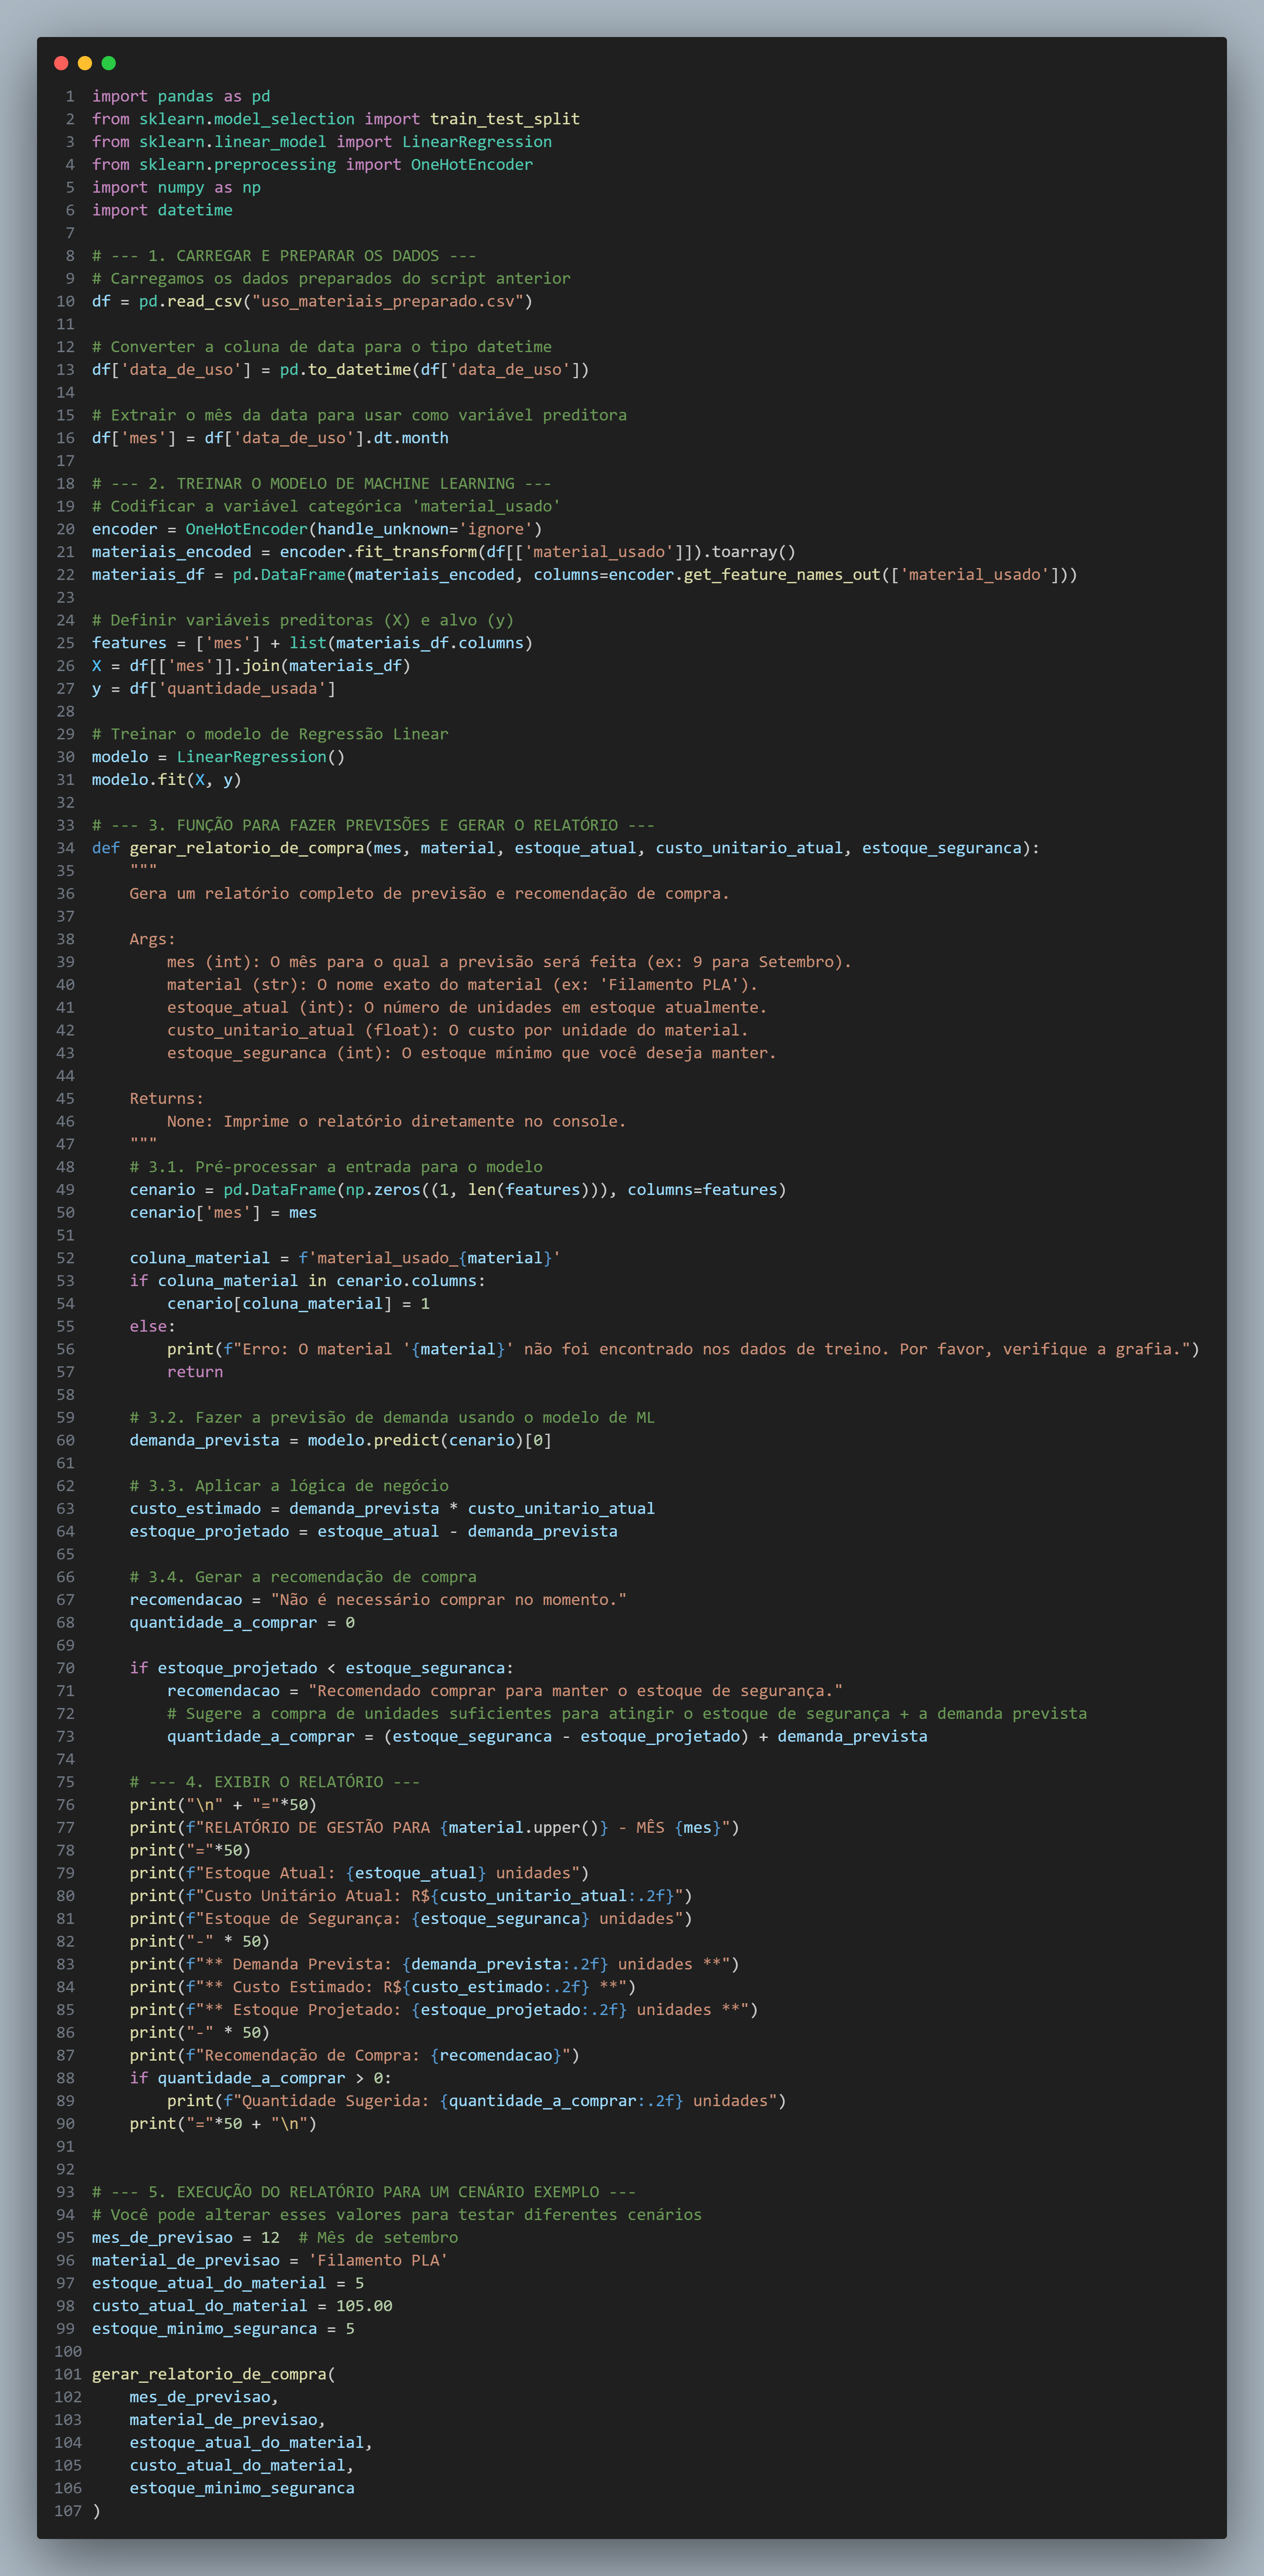 1 import pandas as pd
2 from sklearn.model_selection import train_test_split
3 from sklearn.linear_model import LinearRegression
4 from sklearn.preprocessing import OneHotEncoder
5 import numpy as np
6 import datetime
7
8 # --- 1. CARREGAR E PREPARAR OS DADOS ---
9 # Carregamos os dados preparados do script anterior
10 df = pd.read_csv("uso_materiais_preparado.csv")
11
12 # Converter a coluna de data para o tipo datetime
13 df['data_de_uso'] = pd.to_datetime(df['data_de_uso'])
14
15 # Extrair o mês da data para usar como variável preditora
16 df['mes'] = df['data_de_uso'].dt.month
17
18 # --- 2. TREINAR O MODELO DE MACHINE LEARNING ---
19 # Codificar a variável categórica 'material_usado'
20 encoder = OneHotEncoder(handle_unknown='ignore')
21 materiais_encoded = encoder.fit_transform(df[['material_usado']]).toarray()
22 materiais_df = pd.DataFrame(materiais_encoded, columns=encoder.get_feature_names_out(['material_usado']))
23
24 # Definir variáveis preditoras (X) e alvo (y)
25 features = ['mes'] + list(materiais_df.columns)
26 X = df[['mes']].join(materiais_df)
27 y = df['quantidade_usada']
28
29 # Treinar o modelo de Regressão Linear
30 modelo = LinearRegression()
31 modelo.fit(X, y)
32
33 # --- 3. FUNÇÃO PARA FAZER PREVISÕES E GERAR O RELATÓRIO ---
34 def gerar_relatorio_de_compra(mes, material, estoque_atual, custo_unitario_atual, estoque_seguranca):
35     """
36     Gera um relatório completo de previsão e recomendação de compra.
37
38     Args:
39         mes (int): O mês para o qual a previsão será feita (ex: 9 para Setembro).
40         material (str): O nome exato do material (ex: 'Filamento PLA').
41         estoque_atual (int): O número de unidades em estoque atualmente.
42         custo_unitario_atual (float): O custo por unidade do material.
43         estoque_seguranca (int): O estoque mínimo que você deseja manter.
44
45     Returns:
46         None: Imprime o relatório diretamente no console.
47     """
48     # 3.1. Pré-processar a entrada para o modelo
49     cenario = pd.DataFrame(np.zeros((1, len(features))), columns=features)
50     cenario['mes'] = mes
51
52     coluna_material = f'material_usado_{material}'
53     if coluna_material in cenario.columns:
54         cenario[coluna_material] = 1
55     else:
56         print(f"Erro: O material '{material}' não foi encontrado nos dados de treino. Por favor, verifique a grafia.")
57         return
58
59     # 3.2. Fazer a previsão de demanda usando o modelo de ML
60     demanda_prevista = modelo.predict(cenario)[0]
61
62     # 3.3. Aplicar a lógica de negócio
63     custo_estimado = demanda_prevista * custo_unitario_atual
64     estoque_projetado = estoque_atual - demanda_prevista
65
66     # 3.4. Gerar a recomendação de compra
67     recomendacao = "Não é necessário comprar no momento."
68     quantidade_a_comprar = 0
69
70     if estoque_projetado < estoque_seguranca:
71         recomendacao = "Recomendado comprar para manter o estoque de segurança."
72         # Sugere a compra de unidades suficientes para atingir o estoque de segurança + a demanda prevista
73         quantidade_a_comprar = (estoque_seguranca - estoque_projetado) + demanda_prevista
74
75     # --- 4. EXIBIR O RELATÓRIO ---
76     print("\n" + "="*50)
77     print(f"RELATÓRIO DE GESTÃO PARA {material.upper()} - MÊS {mes}")
78     print("="*50)
79     print(f"Estoque Atual: {estoque_atual} unidades")
80     print(f"Custo Unitário Atual: R${custo_unitario_atual:.2f}")
81     print(f"Estoque de Segurança: {estoque_seguranca} unidades")
82     print("-" * 50)
83     print(f"** Demanda Prevista: {demanda_prevista:.2f} unidades **")
84     print(f"** Custo Estimado: R${custo_estimado:.2f} **")
85     print(f"** Estoque Projetado: {estoque_projetado:.2f} unidades **")
86     print("-" * 50)
87     print(f"Recomendação de Compra: {recomendacao}")
88     if quantidade_a_comprar > 0:
89         print(f"Quantidade Sugerida: {quantidade_a_comprar:.2f} unidades")
90     print("="*50 + "\n")
91
92
93 # --- 5. EXECUÇÃO DO RELATÓRIO PARA UM CENÁRIO EXEMPLO ---
94 # Você pode alterar esses valores para testar diferentes cenários
95 mes_de_previsao = 12  # Mês de setembro
96 material_de_previsao = 'Filamento PLA'
97 estoque_atual_do_material = 5
98 custo_atual_do_material = 105.00
99 estoque_minimo_seguranca = 5
100
101 gerar_relatorio_de_compra(
102     mes_de_previsao,
103     material_de_previsao,
104     estoque_atual_do_material,
105     custo_atual_do_material,
106     estoque_minimo_seguranca
107 )